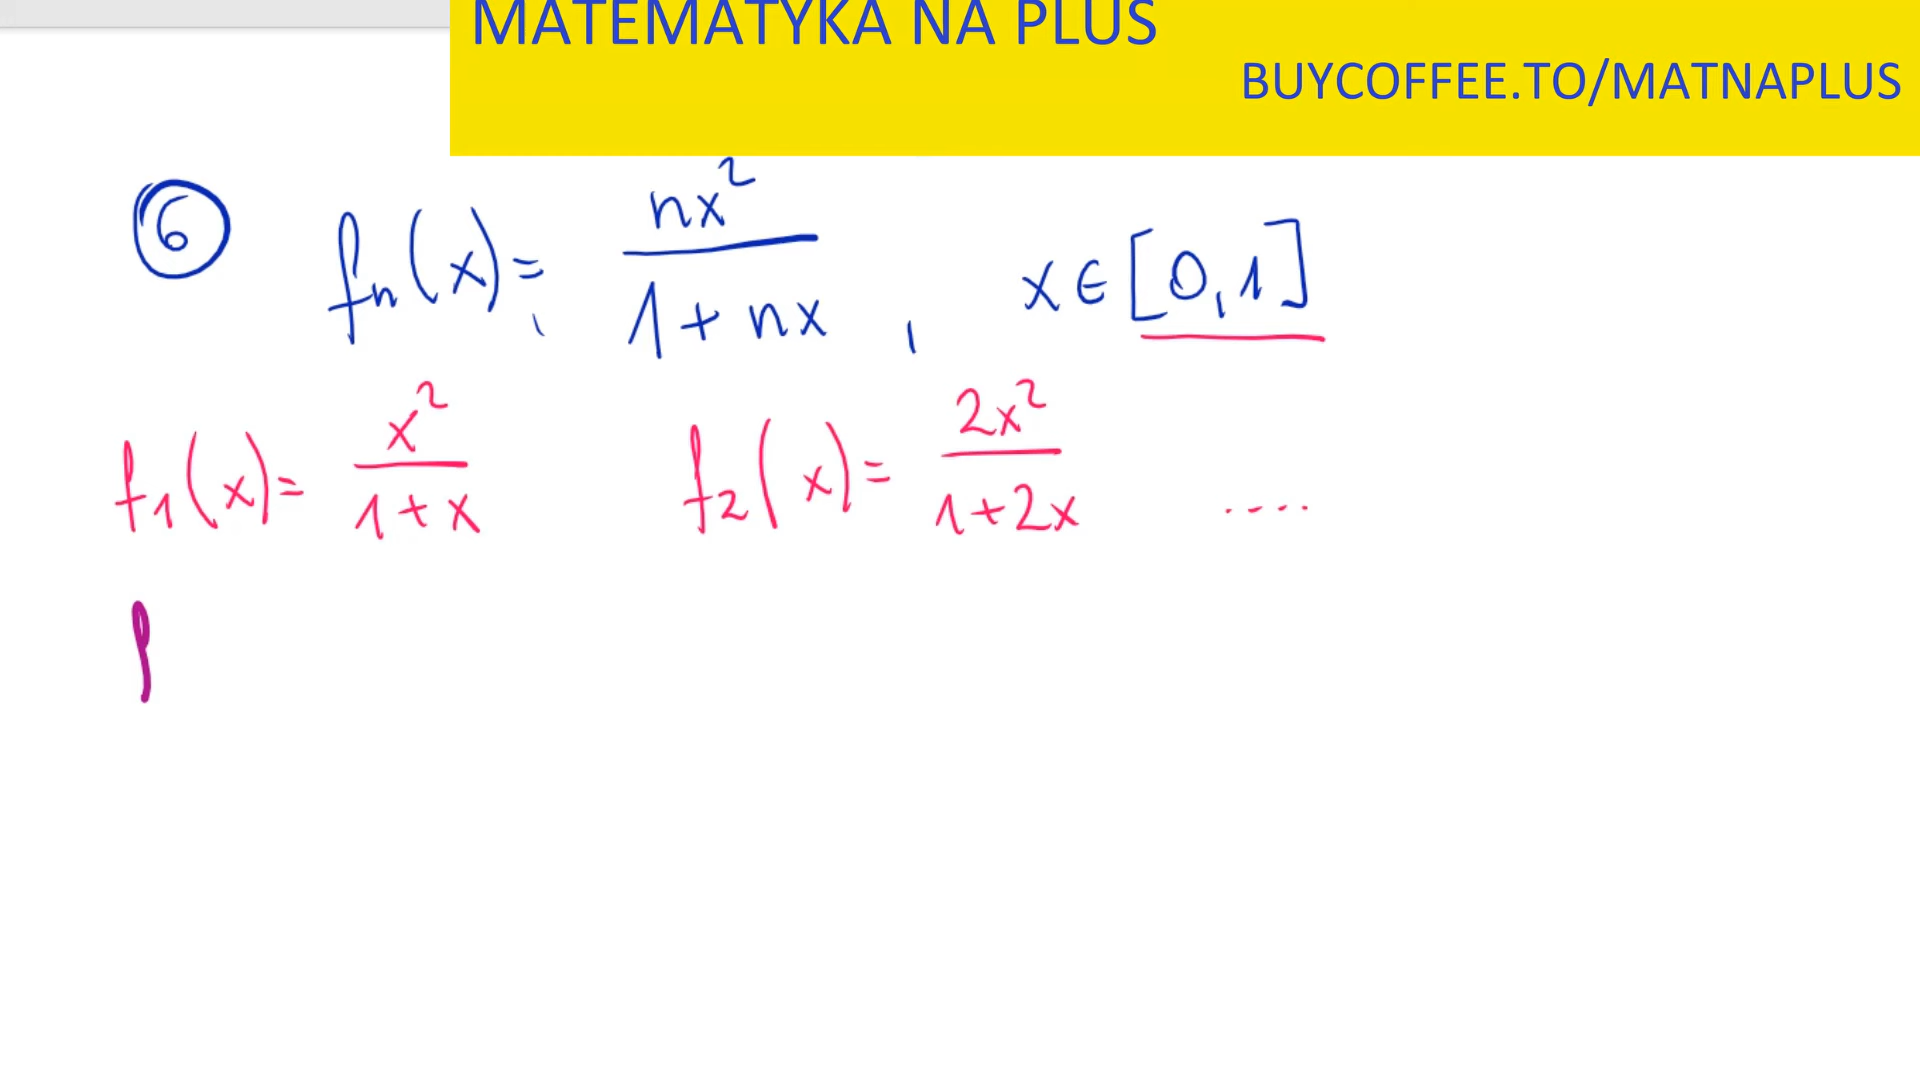 MATEMATYKA NA PLUS
BUYCOFFEE.TO/MATNAPLUS
⑥ fₙ(x) = nx² / (1 + nx) , x ∈ [0,1]
f₁(x) = x² / (1 + x) f₂(x) = 2x² / (1 + 2x) ....